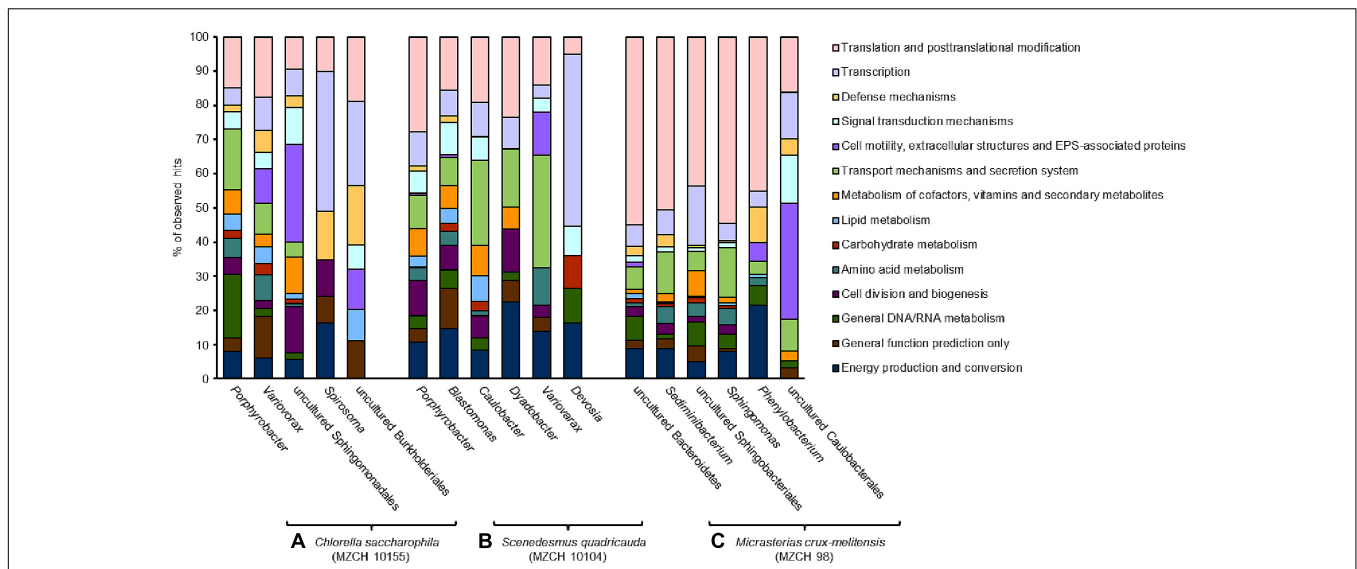 % of observed hits
100
90
80
70
60
50
40
30
20
10
0
Porphyrobacter
Variovorax
uncultured Sphingomonadales
Spirosoma
uncultured Burkholderiales
Porphyrobacter
Blastomonas
Caulobacter
Dyadobacter
Variovarax
Devosia
uncultured Bacteroidetes
Sediminibacterium
uncultured Sphingobacteriales
Sphingomonas
Phenylobacterium
uncultured Caulobacterales
Translation and posttranslational modification
Transcription
Defense mechanisms
Signal transduction mechanisms
Cell motility, extracellular structures and EPS-associated proteins
Transport mechanisms and secretion system
Metabolism of cofactors, vitamins and secondary metabolites
Lipid metabolism
Carbohydrate metabolism
Amino acid metabolism
Cell division and biogenesis
General DNA/RNA metabolism
General function prediction only
Energy production and conversion
A Chlorella saccharophila
(MZCH 10155)
B Scenedesmus quadricauda
(MZCH 10104)
C Micrasterias crux-melitensis
(MZCH 98)